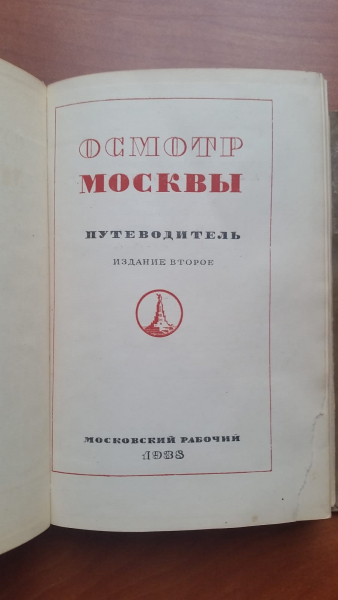 ОСМОТР
МОСКВЫ
ПУТЕВОДИТЕЛЬ
ИЗДАНИЕ ВТОРОЕ
МОСКОВСКИЙ РАБОЧИЙ
1938